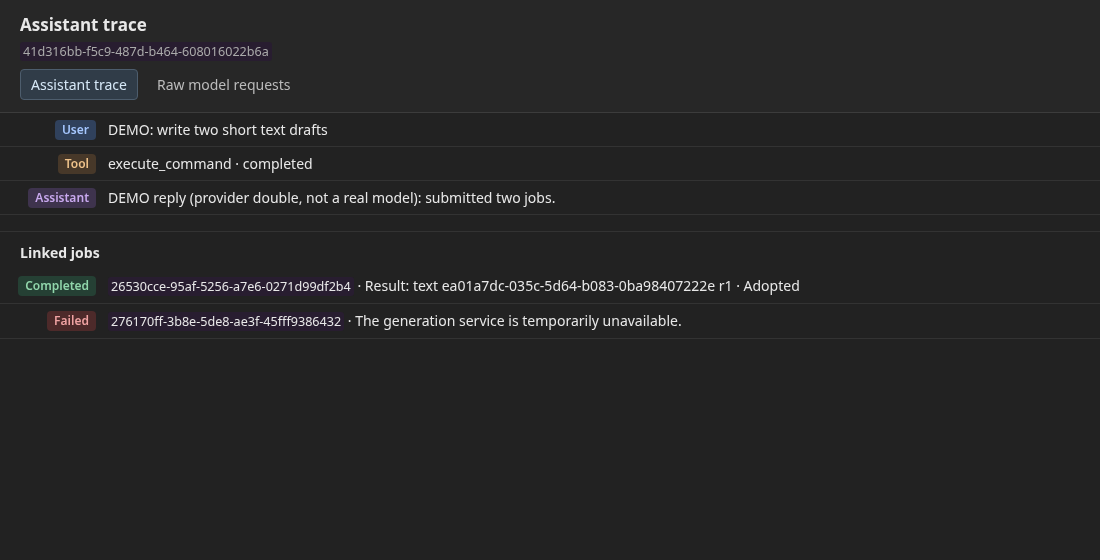 Assistant trace
41d316bb-f5c9-487d-b464-608016022b6a
Assistant trace Raw model requests
User DEMO: write two short text drafts
Tool execute_command · completed
Assistant DEMO reply (provider double, not a real model): submitted two jobs.
Linked jobs
Completed 26530cce-95af-5256-a7e6-0271d99df2b4 · Result: text ea01a7dc-035c-5d64-b083-0ba98407222e r1 · Adopted
Failed 276170ff-3b8e-5de8-ae3f-45fff9386432 · The generation service is temporarily unavailable.